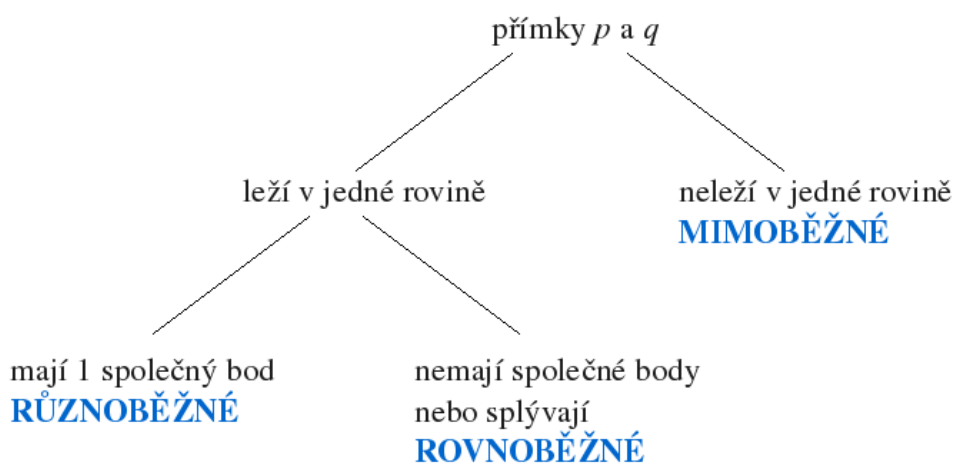 přímky p a q
leží v jedné rovině
neleží v jedné rovině
MIMOBĚŽNÉ
mají 1 společný bod
RŮZNOBĚŽNÉ
nemají společné body
nebo splývají
ROVNOBĚŽNÉ